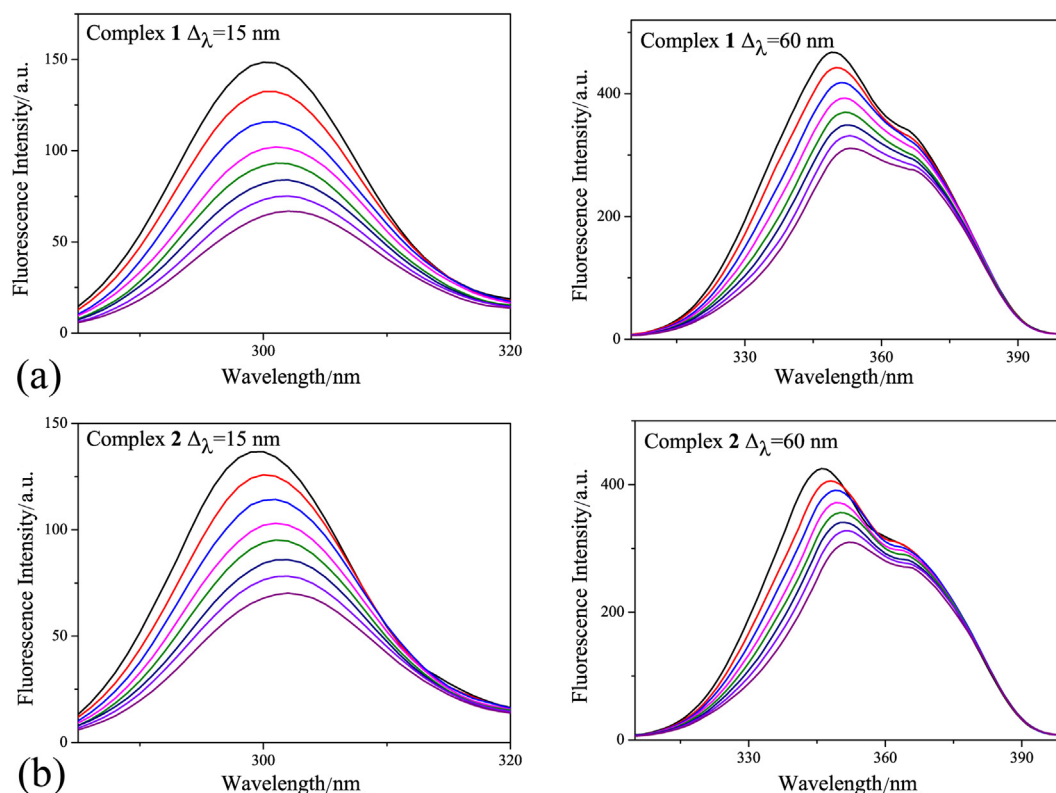 Complex 1 Δλ=15 nm
Fluorescence Intensity/a.u.
150
100
50
0
300
320
Wavelength/nm
(a)
Complex 1 Δλ=60 nm
Fluorescence Intensity/a.u.
400
200
0
330
360
390
Wavelength/nm
Complex 2 Δλ=15 nm
Fluorescence Intensity/a.u.
150
100
50
0
300
320
Wavelength/nm
(b)
Complex 2 Δλ=60 nm
Fluorescence Intensity/a.u.
400
200
0
330
360
390
Wavelength/nm